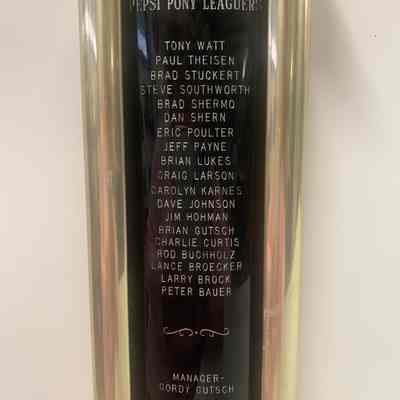 PEPSI PONY LEAGUERS
TONY WATT
PAUL THEISEN
BRAD STUCKERT
STEVE SOUTHWORTH
BRAD SHERMO
DAN SHERN
ERIC POULTER
JEFF PAYNE
BRIAN LUKES
CRAIG LARSON
CAROLYN KARNES
DAVE JOHNSON
JIM HOHMAN
BRIAN GUTSCH
CHARLIE CURTIS
ROD BUCHHOLZ
LANCE BROECKER
LARRY BROCK
PETER BAUER
MANAGER-
GORDY GUTSCH